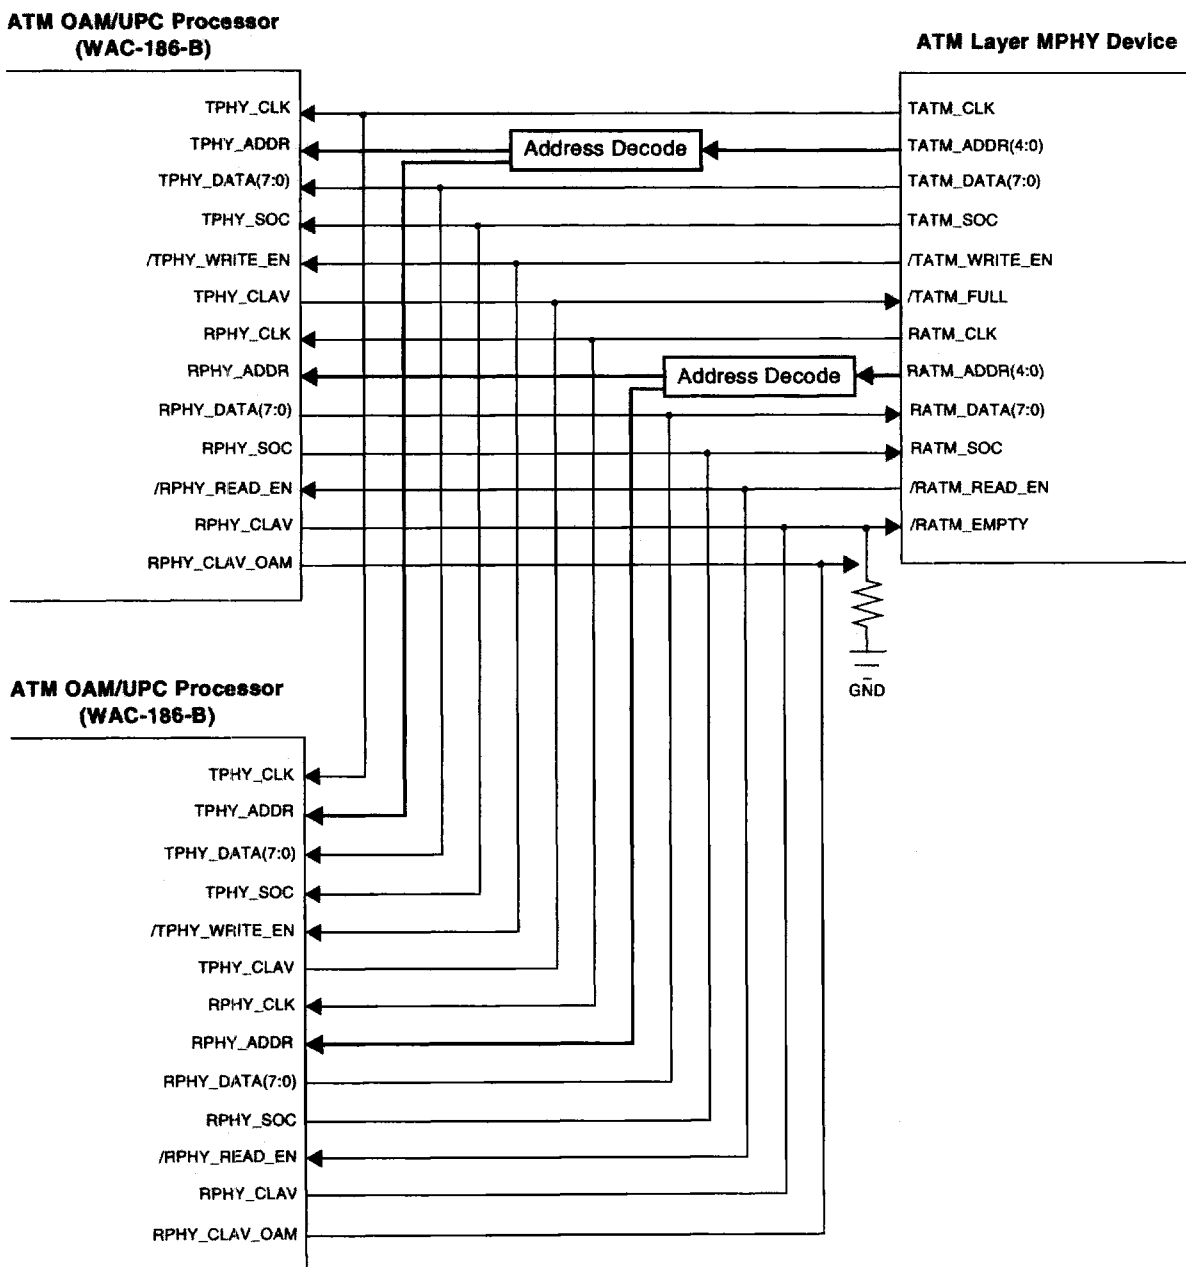 ATM OAM/UPC Processor
(WAC-186-B)
ATM Layer MPHY Device
TPHY_CLK
TATM_CLK
TPHY_ADDR
Address Decode
TATM_ADDR(4:0)
TPHY_DATA(7:0)
TATM_DATA(7:0)
TPHY_SOC
TATM_SOC
/TPHY_WRITE_EN
/TATM_WRITE_EN
TPHY_CLAV
/TATM_FULL
RPHY_CLK
RATM_CLK
RPHY_ADDR
Address Decode
RATM_ADDR(4:0)
RPHY_DATA(7:0)
RATM_DATA(7:0)
RPHY_SOC
RATM_SOC
/RPHY_READ_EN
/RATM_READ_EN
RPHY_CLAV
/RATM_EMPTY
RPHY_CLAV_OAM
GND
ATM OAM/UPC Processor
(WAC-186-B)
TPHY_CLK
TPHY_ADDR
TPHY_DATA(7:0)
TPHY_SOC
/TPHY_WRITE_EN
TPHY_CLAV
RPHY_CLK
RPHY_ADDR
RPHY_DATA(7:0)
RPHY_SOC
/RPHY_READ_EN
RPHY_CLAV
RPHY_CLAV_OAM